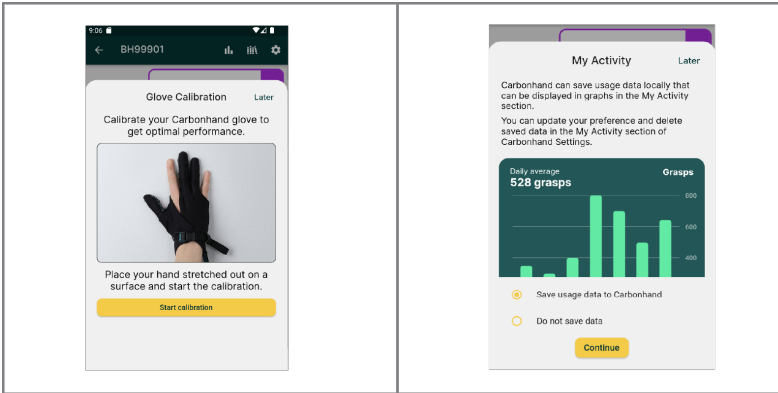 9:06
BH99901
Glove Calibration
Later
Calibrate your Carbonhand glove to
get optimal performance.
Place your hand stretched out on a
surface and start the calibration.
Start calibration
My Activity
Later
Carbonhand can save usage data locally that
can be displayed in graphs in the My Activity
section.
You can update your preference and delete
saved data in the My Activity section of
Carbonhand Settings.
Daily average
Grasps
528 grasps
800
600
400
Save usage data to Carbonhand
Do not save data
Continue